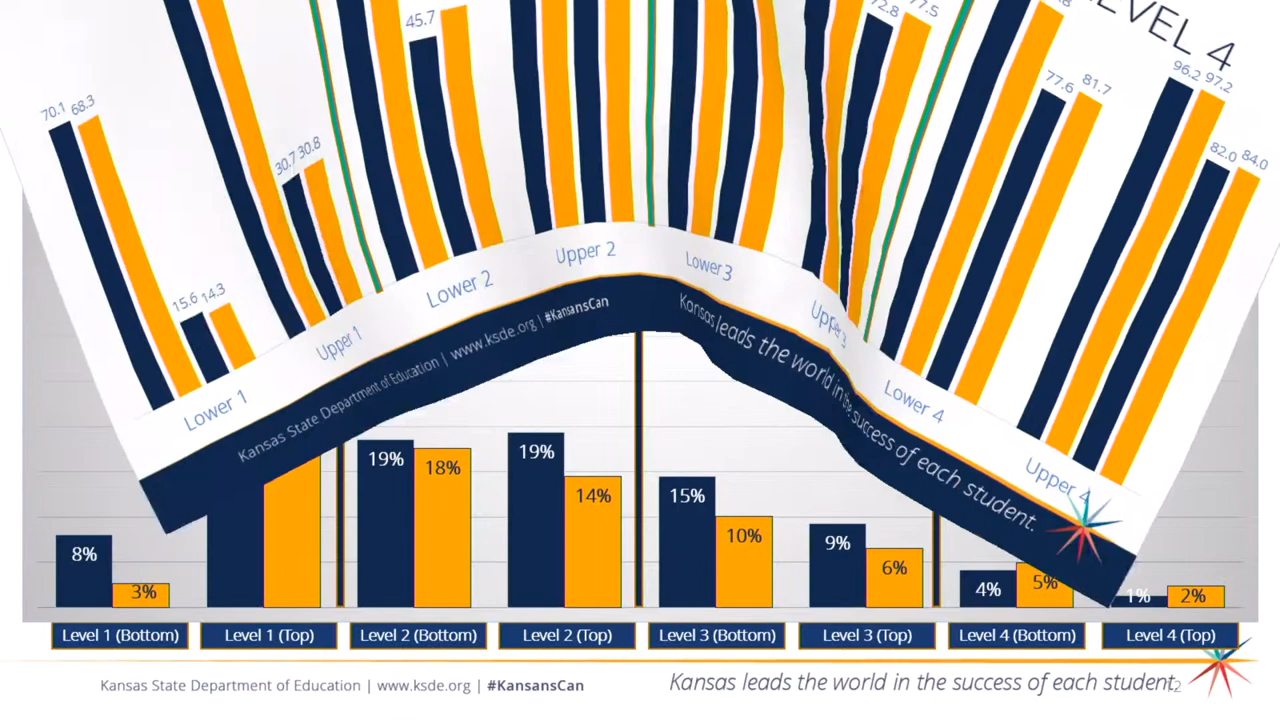 LEVEL 4
45.7
77.5
96.2 97.2
77.6 81.7
70.1 68.3
30.7 30.8
82.0 84.0
15.6 14.3
Upper 2
Lower 3
Lower 2
Upper 3
Upper 1
Lower 1
Lower 4
Upper 4
Kansas State Department of Education | www.ksde.org | #KansansCan
Kansas leads the world in the success of each student.
19%
18%
19%
14%
15%
10%
8%
3%
9%
6%
4%
5%
1%
2%
Level 1 (Bottom)
Level 1 (Top)
Level 2 (Bottom)
Level 2 (Top)
Level 3 (Bottom)
Level 3 (Top)
Level 4 (Bottom)
Level 4 (Top)
Kansas State Department of Education | www.ksde.org | #KansansCan
Kansas leads the world in the success of each student.
12